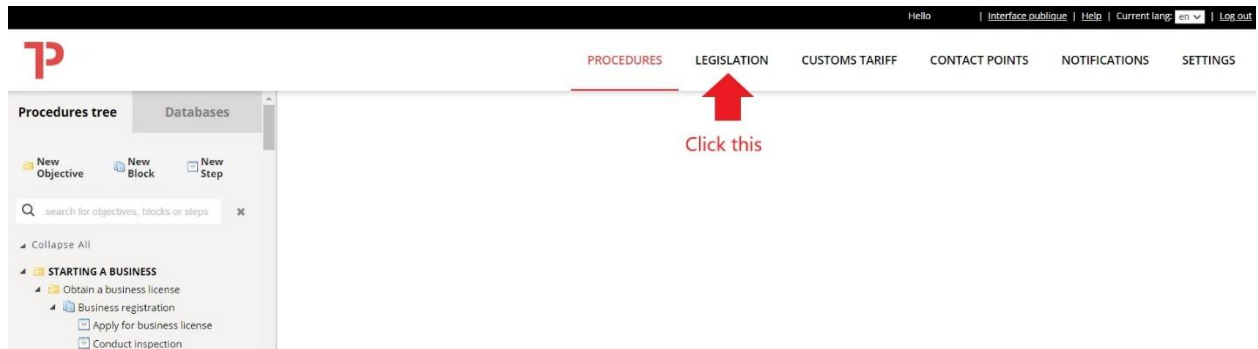 Hello | Interface publique | Help | Current lang: en | Log out
TP
PROCEDURES LEGISLATION CUSTOMS TARIFF CONTACT POINTS NOTIFICATIONS SETTINGS
Click this
Procedures tree Databases
New Objective New Block New Step
search for objectives, blocks or steps
Collapse All
STARTING A BUSINESS
Obtain a business license
Business registration
Apply for business license
Conduct inspection